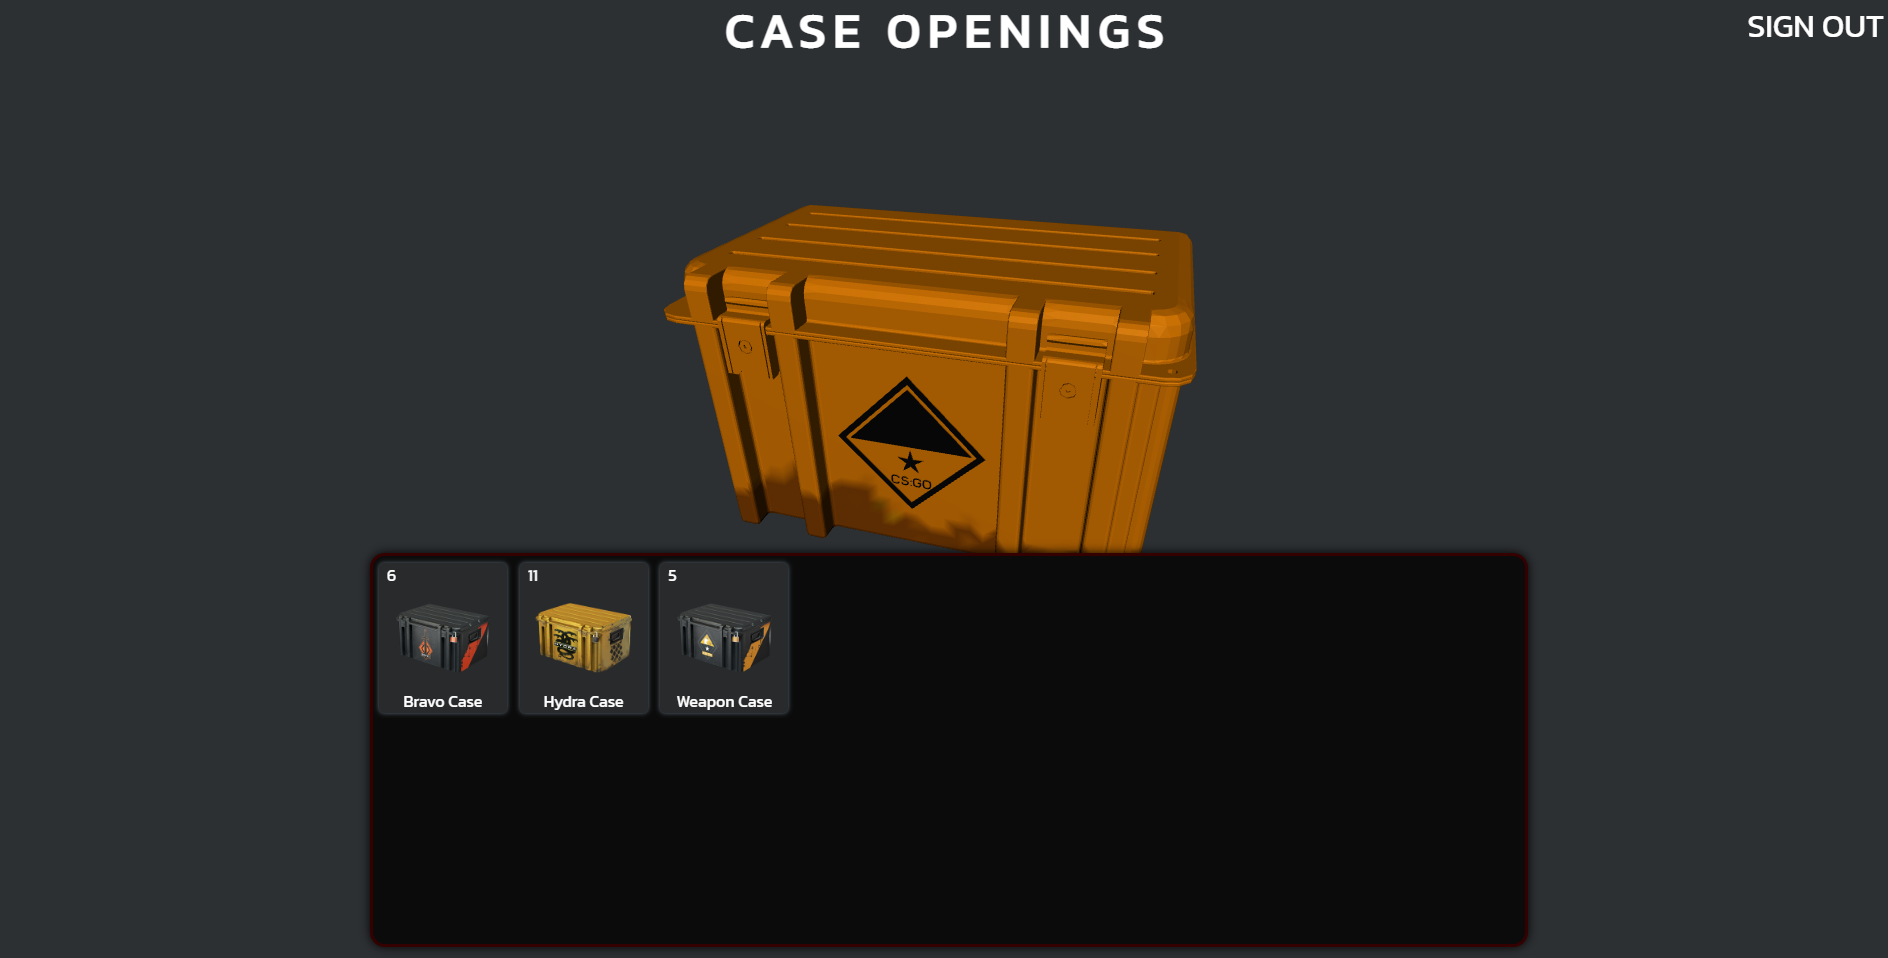 CASE OPENINGS
SIGN OUT
CS:GO
6
11
5
Bravo Case
Hydra Case
Weapon Case